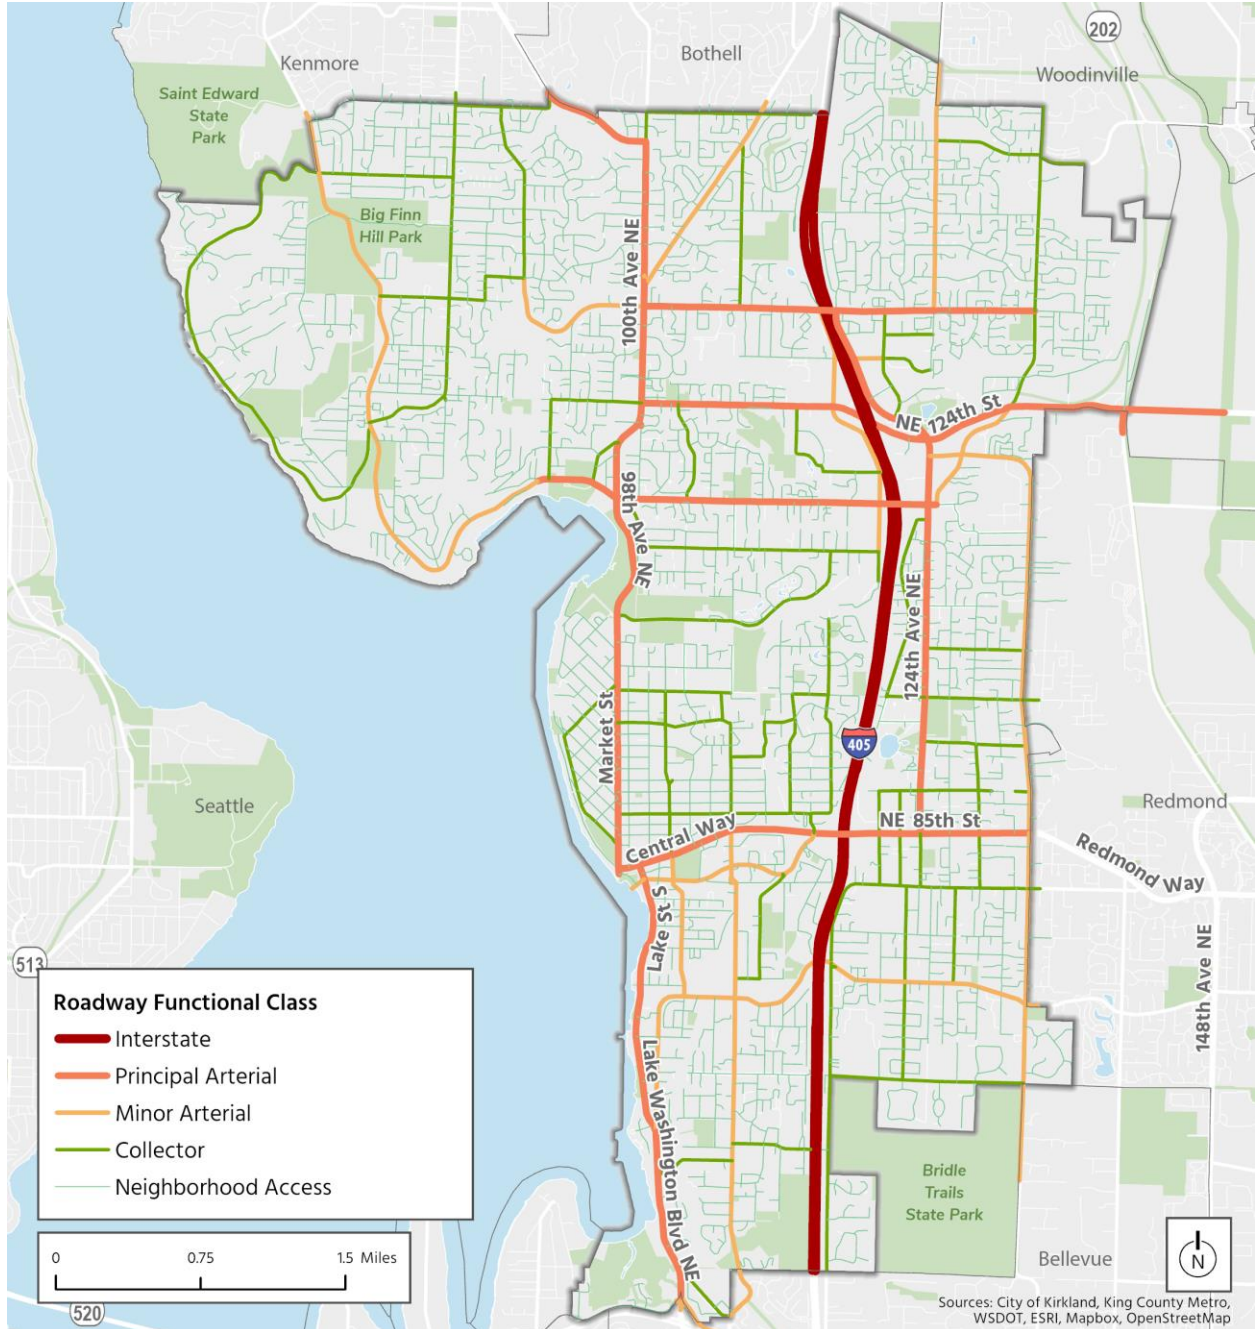 202
Kenmore
Bothell
Woodinville
Saint Edward
State
Park
Big Finn
Hill Park
100th Ave NE
NE 124th St
98th Ave NE
124th Ave NE
Market St
405
Seattle
Redmond
NE 85th St
Central Way
Redmond Way
Lake St S
148th Ave NE
513
Roadway Functional Class
Interstate
Principal Arterial
Minor Arterial
Collector
Neighborhood Access
Lake Washington Blvd NE
Bridle
Trails
State Park
0 0.75 1.5 Miles
N
Bellevue
520
Sources: City of Kirkland, King County Metro,
WSDOT, ESRI, Mapbox, OpenStreetMap